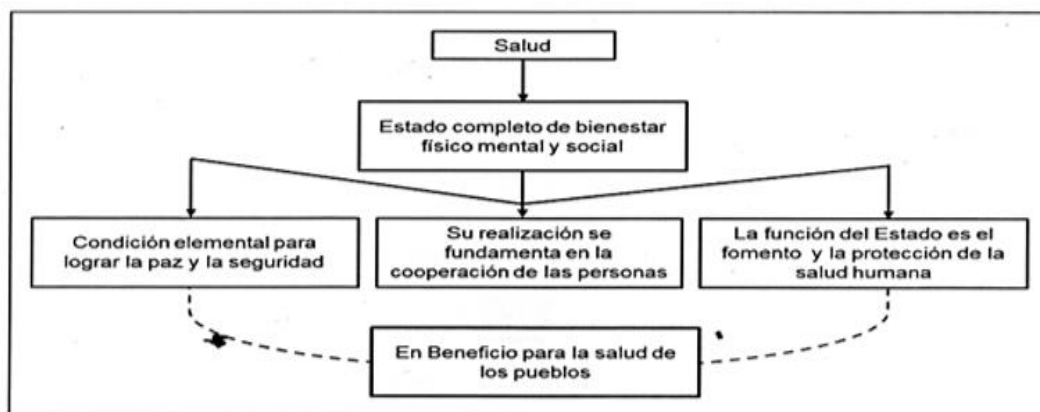 Salud
Estado completo de bienestar
físico mental y social
Condición elemental para
lograr la paz y la seguridad
Su realización se
fundamenta en la
cooperación de las personas
La función del Estado es el
fomento y la protección de la
salud humana
En Beneficio para la salud de
los pueblos